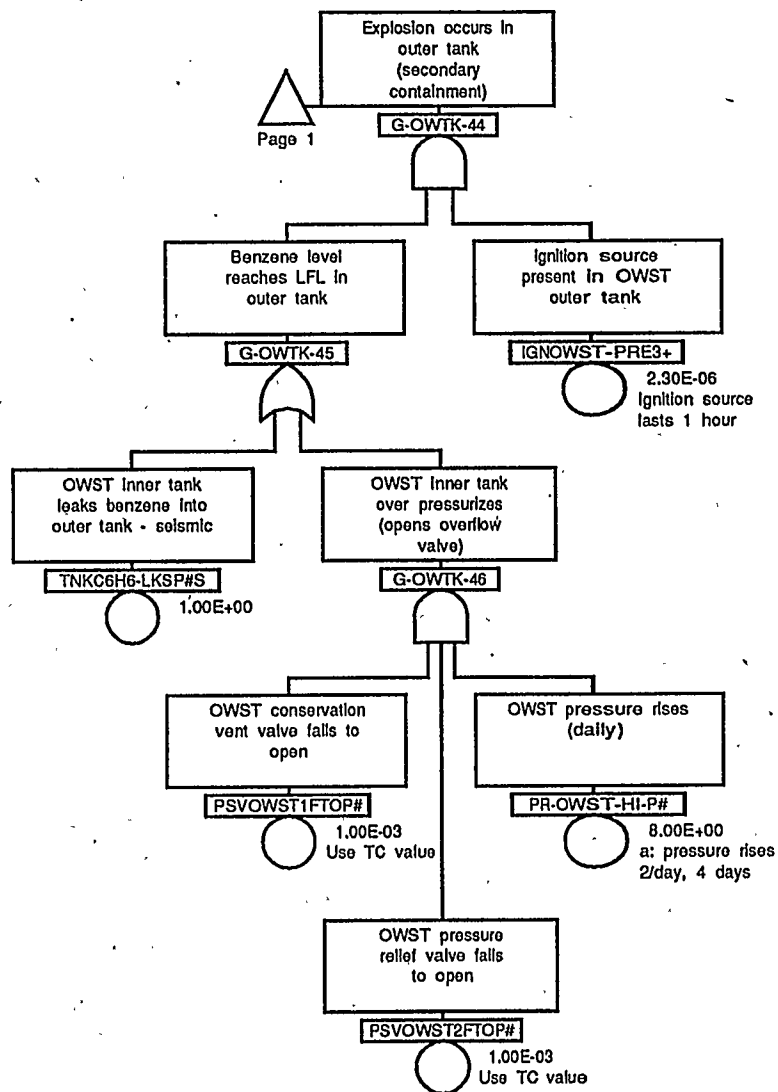 Explosion occurs in
outer tank
(secondary
containment)
Page 1
G-OWTK-44
Benzene level
reaches LFL in
outer tank
G-OWTK-45
Ignition source
present in OWST
outer tank
IGNOWST-PRE3+
2.30E-06
Ignition source
lasts 1 hour
OWST inner tank
leaks benzene into
outer tank - seismic
TNKC6H6-LKSP#S
1.00E+00
OWST inner tank
over pressurizes
(opens overflow
valve)
G-OWTK-46
OWST conservation
vent valve fails to
open
PSVOWST1FTOP#
1.00E-03
Use TC value
OWST pressure rises
(daily)
PR-OWST-HI-P#
8.00E+00
a: pressure rises
2/day, 4 days
OWST pressure
relief valve fails
to open
PSVOWST2FTOP#
1.00E-03
Use TC value